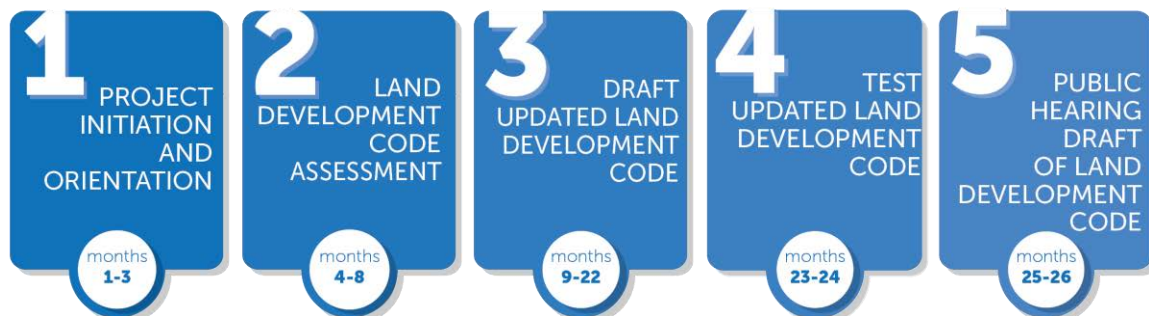 1
PROJECT
INITIATION
AND
ORIENTATION
months
1-3
2
LAND
DEVELOPMENT
CODE
ASSESSMENT
months
4-8
3
DRAFT
UPDATED LAND
DEVELOPMENT
CODE
months
9-22
4
TEST
UPDATED LAND
DEVELOPMENT
CODE
months
23-24
5
PUBLIC
HEARING
DRAFT
OF LAND
DEVELOPMENT
CODE
months
25-26